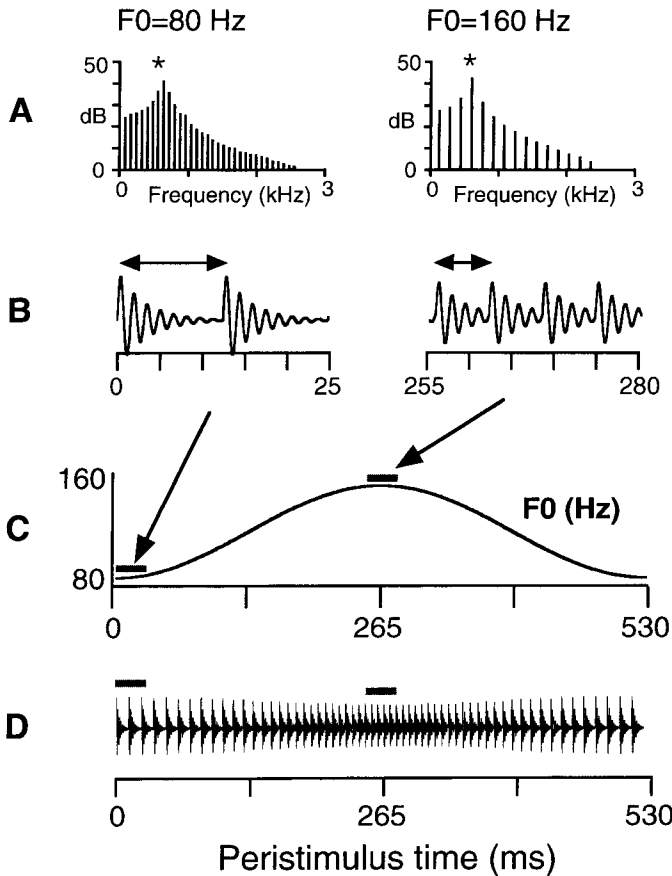 F0=80 Hz
F0=160 Hz
A
50
dB
0
*
0
3
Frequency (kHz)
50
dB
0
*
0
3
Frequency (kHz)
B
0
25
255
280
C
160
80
F0 (Hz)
0
265
530
D
0
265
530
Peristimulus time (ms)